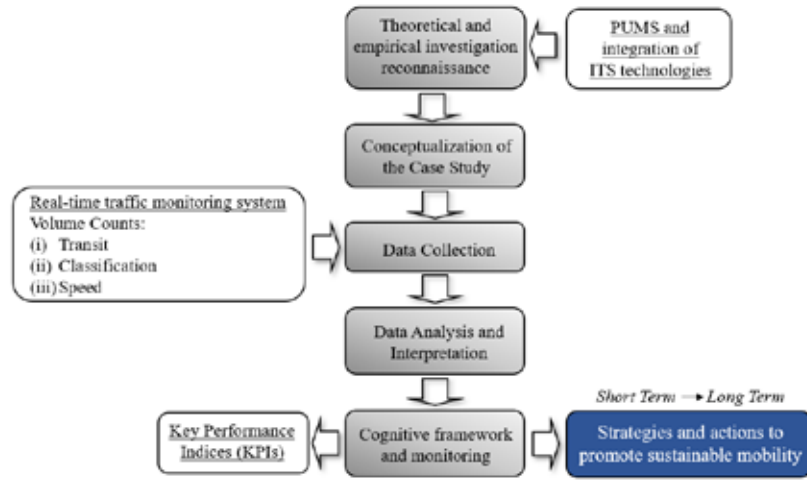 Theoretical and
empirical investigation
reconnaissance
PUMS and
integration of
ITS technologies
Conceptualization of
the Case Study
Real-time traffic monitoring system
Volume Counts:
(i) Transit
(ii) Classification
(iii) Speed
Data Collection
Data Analysis and
Interpretation
Short Term → Long Term
Key Performance
Indices (KPIs)
Cognitive framework
and monitoring
Strategies and actions to
promote sustainable mobility